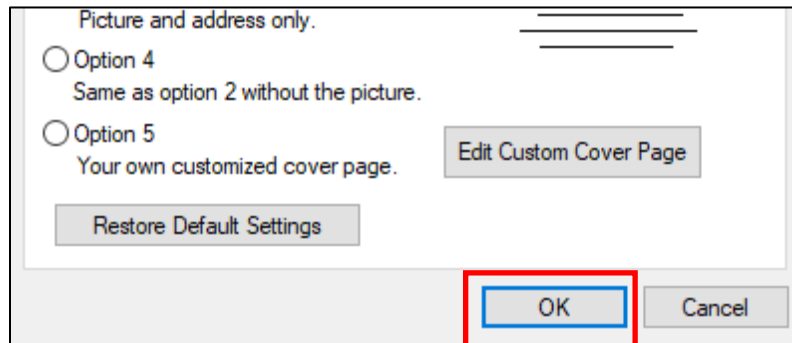 Picture and address only.
Option 4
Same as option 2 without the picture.
Option 5
Your own customized cover page.
Edit Custom Cover Page
Restore Default Settings
OK
Cancel